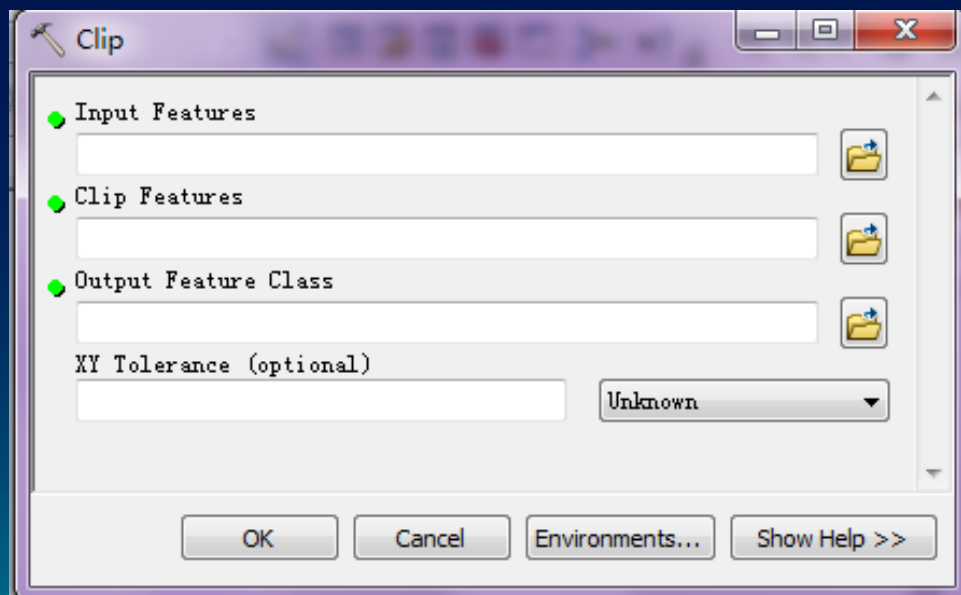 Clip
Input Features
Clip Features
Output Feature Class
XY Tolerance (optional)
Unknown
OK Cancel Environments... Show Help >>